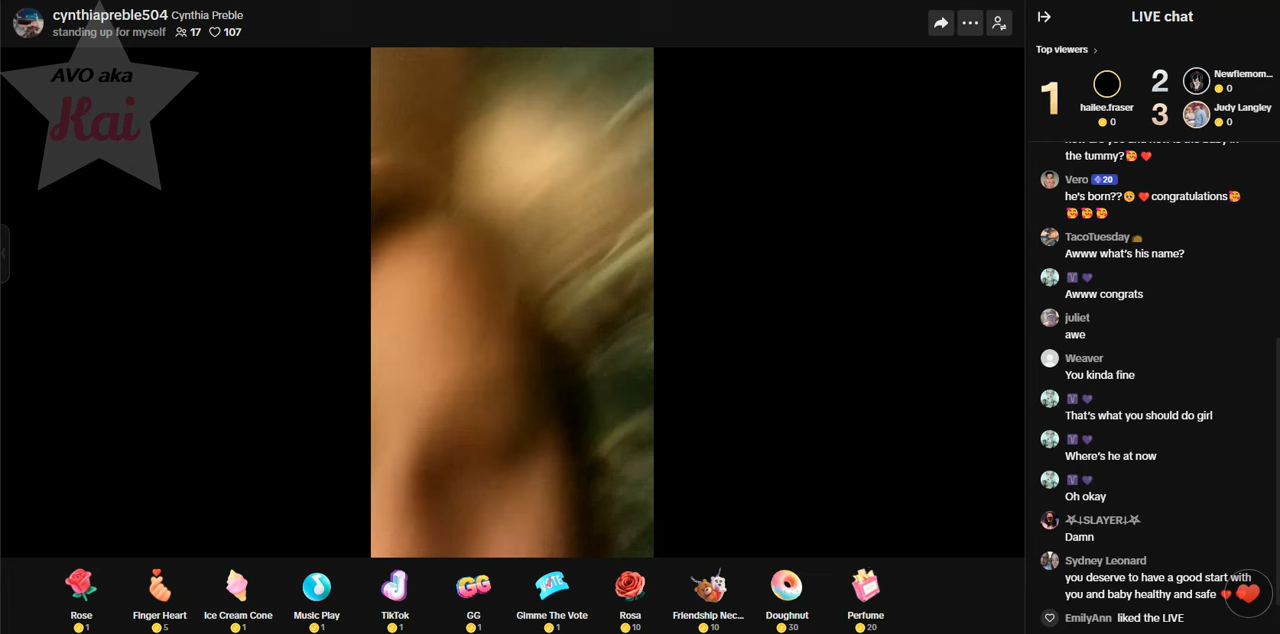 cynthiapreble504 Cynthia Preble
standing up for myself 17 107
AVO aka
Kai
LIVE chat
Top viewers
1
hailee.fraser
0
2
Newfiemom...
0
3
Judy Langley
0
the tummy?🥰 ❤️
Vero 20
he's born??🥺 ❤️ congratulations🥰
🥰 🥰 🥰
TacoTuesday 🌮
Awww what's his name?
V 💜
Awww congrats
juliet
awe
Weaver
You kinda fine
V 💜
That's what you should do girl
V 💜
Where's he at now
V 💜
Oh okay
⛧⸸SLAYER⸸⛧
Damn
Sydney Leonard
you deserve to have a good start with
you and baby healthy and safe ❤️
EmilyAnn liked the LIVE
Rose
1
Finger Heart
5
Ice Cream Cone
1
Music Play
1
TikTok
1
GG
GG
1
VOTE
Gimme The Vote
1
Rosa
10
Friendship Nec...
10
Doughnut
30
Perfume
20